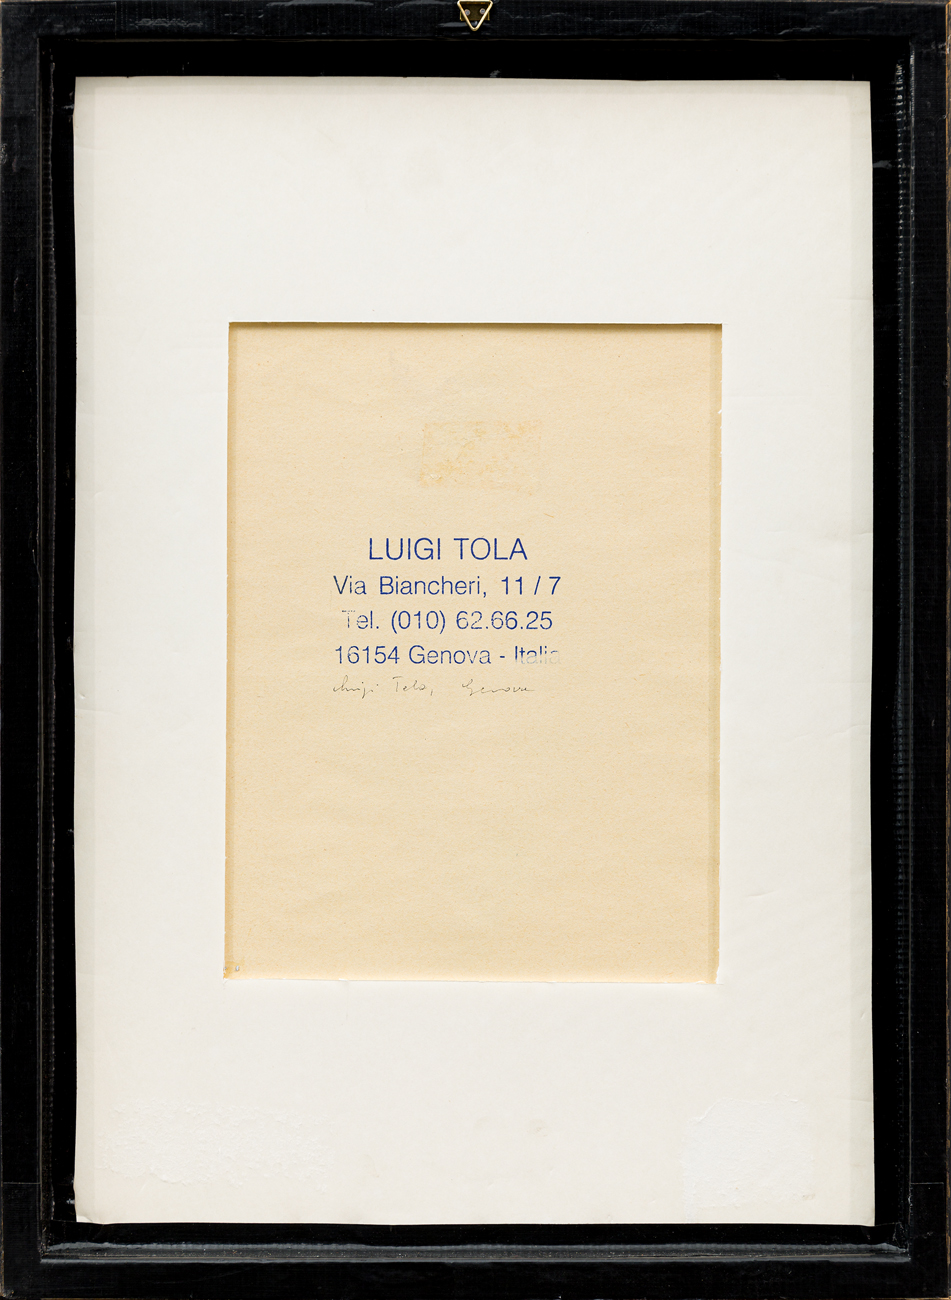 LUIGI TOLA
Via Biancheri, 11 / 7
Tel. (010) 62.66.25
16154 Genova - Italia
Luigi Tola, Genova